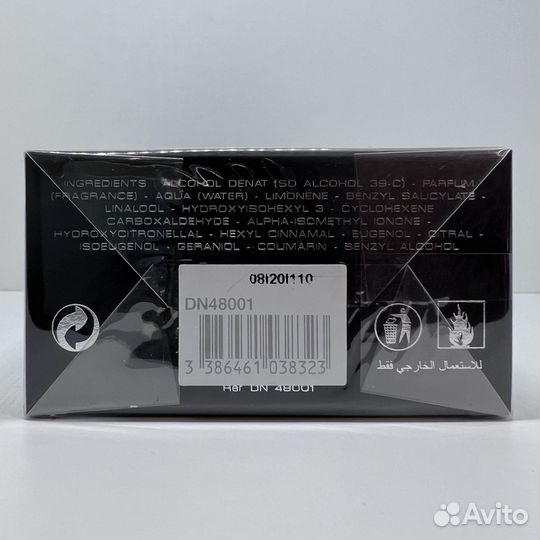 INGREDIENTS : ALCOHOL DENAT (SD ALCOHOL 39-C) - PARFUM
(FRAGRANCE) - AQUA (WATER) - LIMONENE - BENZYL SALICYLATE -
LINALOOL - HYDROXYISOHEXYL 3 - CYCLOHEXENE
CARBOXALDEHYDE - ALPHA-ISOMETHYL IONONE -
HYDROXYCITRONELLAL - HEXYL CINNAMAL - EUGENOL - CITRAL -
ISOEUGENOL - GERANIOL - COUMARIN - BENZYL ALCOHOL
08I20I110
DN48001
3 386461 038323
Ref DN 48001
للاستعمال الخارجي فقط
Avito